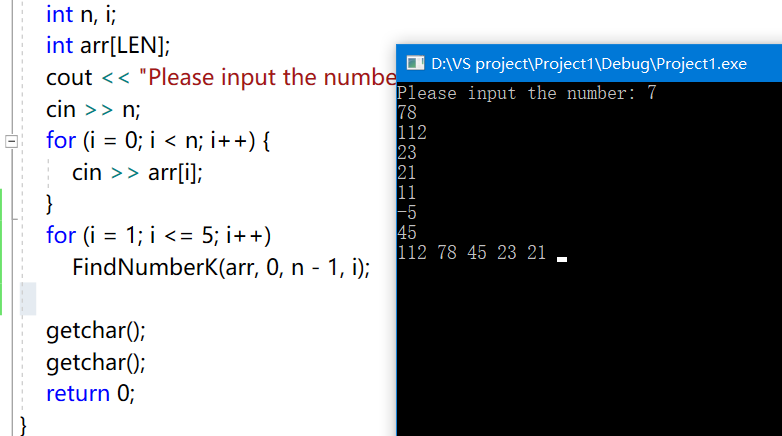 int n, i;
int arr[LEN];
cout << "Please input the numbe
cin >> n;
for (i = 0; i < n; i++) {
cin >> arr[i];
}
for (i = 1; i <= 5; i++)
FindNumberK(arr, 0, n - 1, i);
getchar();
getchar();
return 0;
}
D:\VS project\Project1\Debug\Project1.exe
Please input the number: 7
78
112
23
21
11
-5
45
112 78 45 23 21